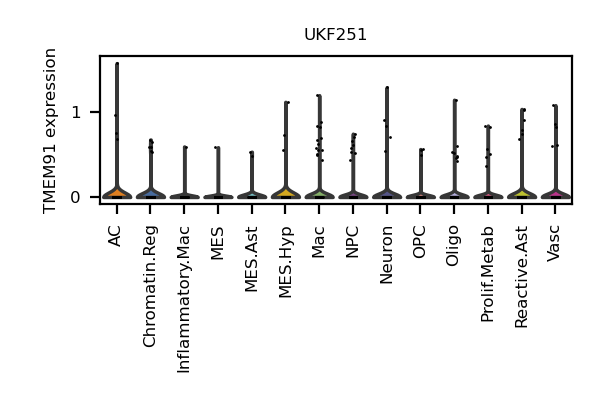 UKF251
TMEM91 expression
1
0
AC
Chromatin.Reg
Inflammatory.Mac
MES
MES.Ast
MES.Hyp
Mac
NPC
Neuron
OPC
Oligo
Prolif.Metab
Reactive.Ast
Vasc